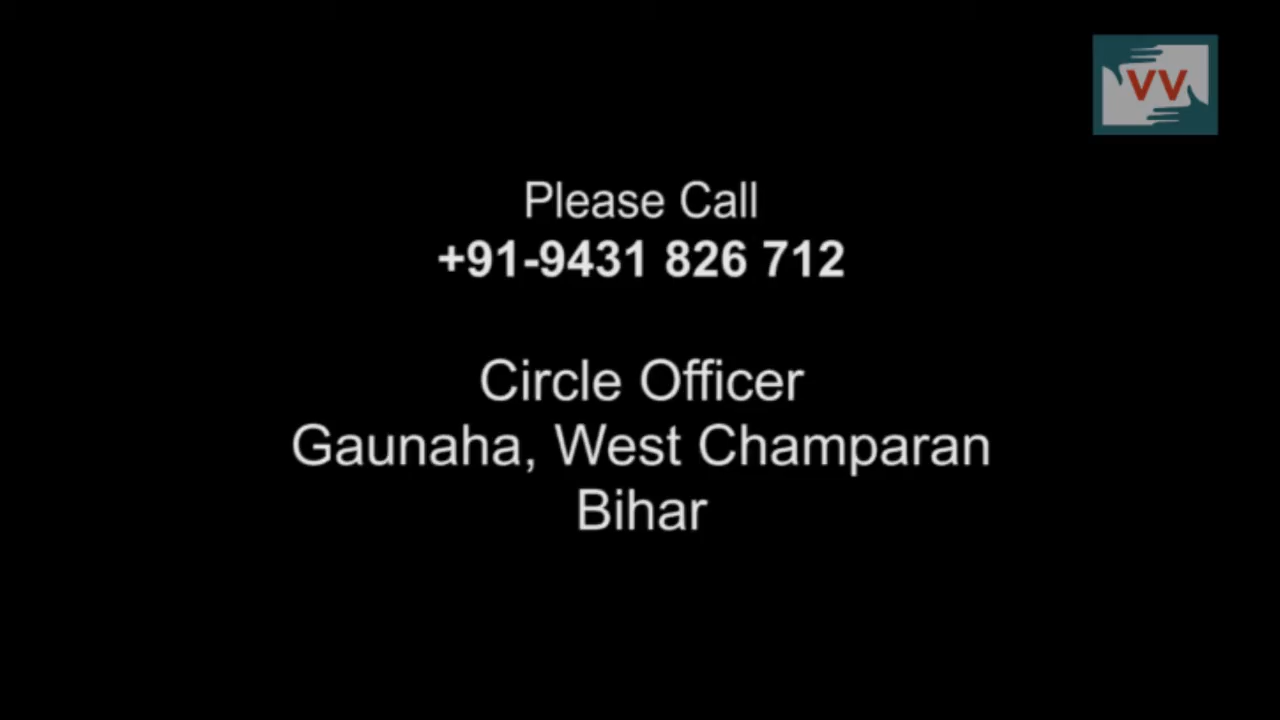 VV
Please Call
+91-9431 826 712
Circle Officer
Gaunaha, West Champaran
Bihar